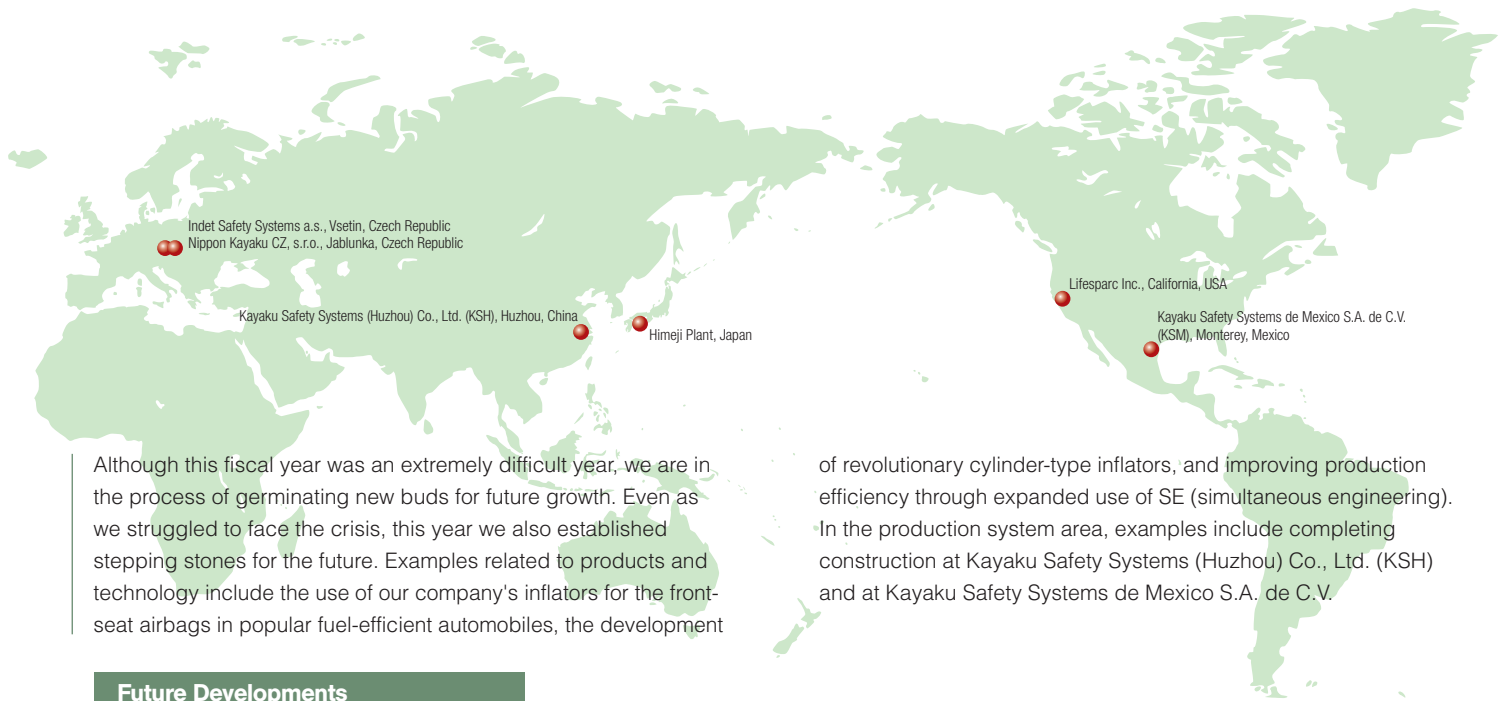 Indet Safety Systems a.s., Vsetin, Czech Republic
Nippon Kayaku CZ, s.r.o., Jablunka, Czech Republic
Kayaku Safety Systems (Huzhou) Co., Ltd. (KSH), Huzhou, China
Himeji Plant, Japan
Lifesparc Inc., California, USA
Kayaku Safety Systems de Mexico S.A. de C.V.
(KSM), Monterey, Mexico
Although this fiscal year was an extremely difficult year, we are in
the process of germinating new buds for future growth. Even as
we struggled to face the crisis, this year we also established
stepping stones for the future. Examples related to products and
technology include the use of our company's inflators for the front-
seat airbags in popular fuel-efficient automobiles, the development
of revolutionary cylinder-type inflators, and improving production
efficiency through expanded use of SE (simultaneous engineering).
In the production system area, examples include completing
construction at Kayaku Safety Systems (Huzhou) Co., Ltd. (KSH)
and at Kayaku Safety Systems de Mexico S.A. de C.V.
Future Developments